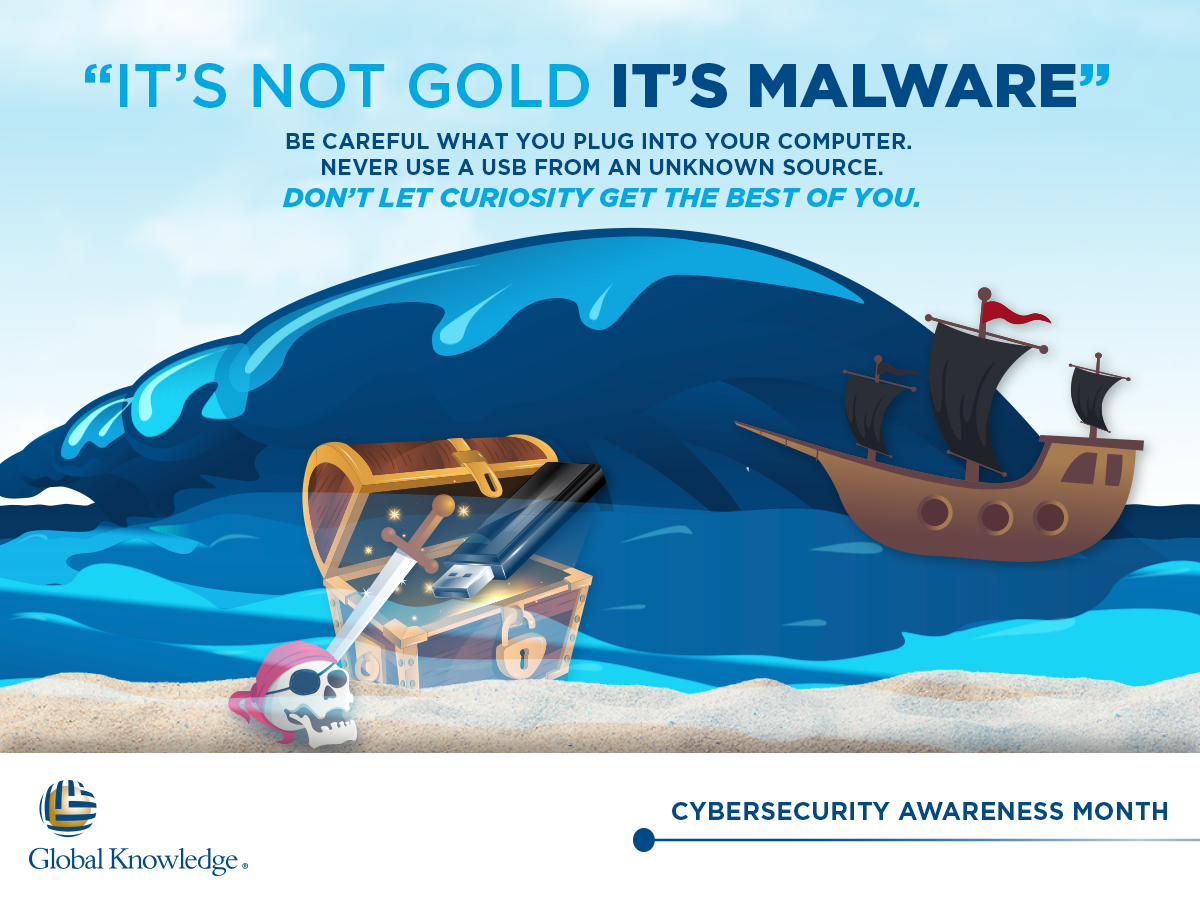 “IT’S NOT GOLD IT’S MALWARE”
BE CAREFUL WHAT YOU PLUG INTO YOUR COMPUTER.
NEVER USE A USB FROM AN UNKNOWN SOURCE.
DON’T LET CURIOSITY GET THE BEST OF YOU.
Global Knowledge®
CYBERSECURITY AWARENESS MONTH